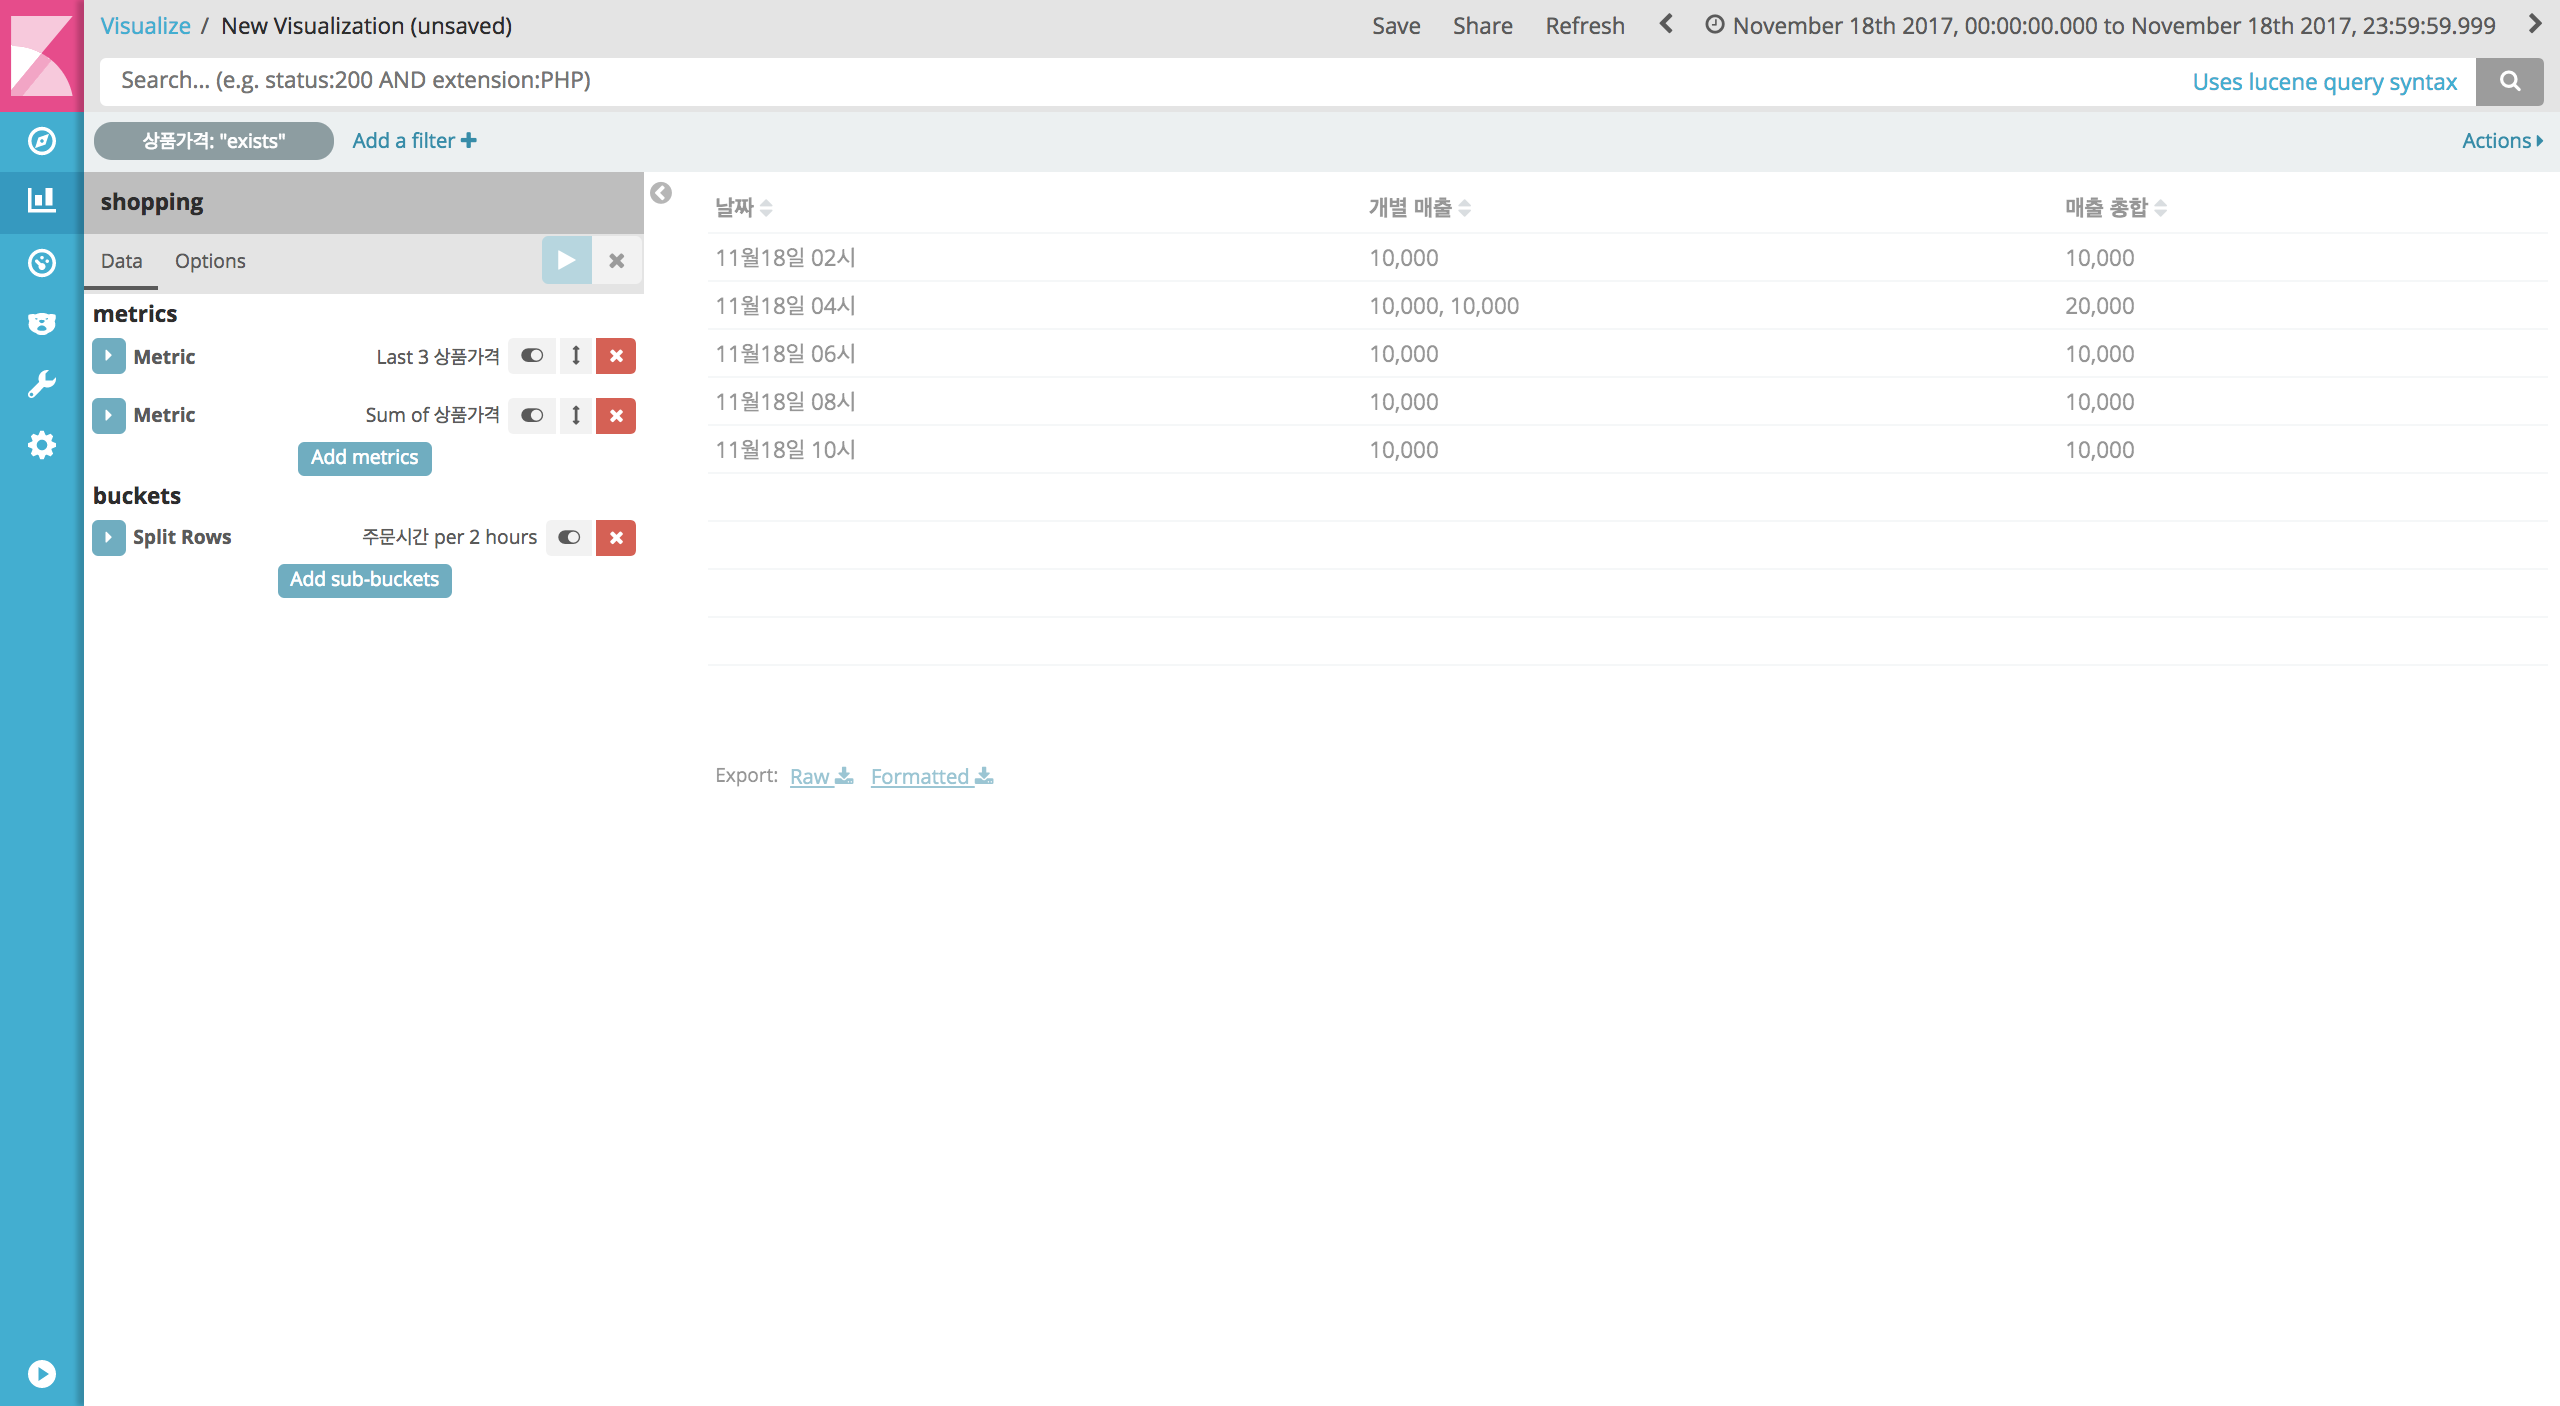 Visualize / New Visualization (unsaved)
Save Share Refresh November 18th 2017, 00:00:00.000 to November 18th 2017, 23:59:59.999
Search... (e.g. status:200 AND extension:PHP) Uses lucene query syntax
상품가격: "exists" Add a filter Actions
shopping
Data Options
metrics
Metric Last 3 상품가격
Metric Sum of 상품가격
Add metrics
buckets
Split Rows 주문시간 per 2 hours
Add sub-buckets
날짜 개별 매출 매출 총합
11월18일 02시 10,000 10,000
11월18일 04시 10,000, 10,000 20,000
11월18일 06시 10,000 10,000
11월18일 08시 10,000 10,000
11월18일 10시 10,000 10,000
Export: Raw Formatted